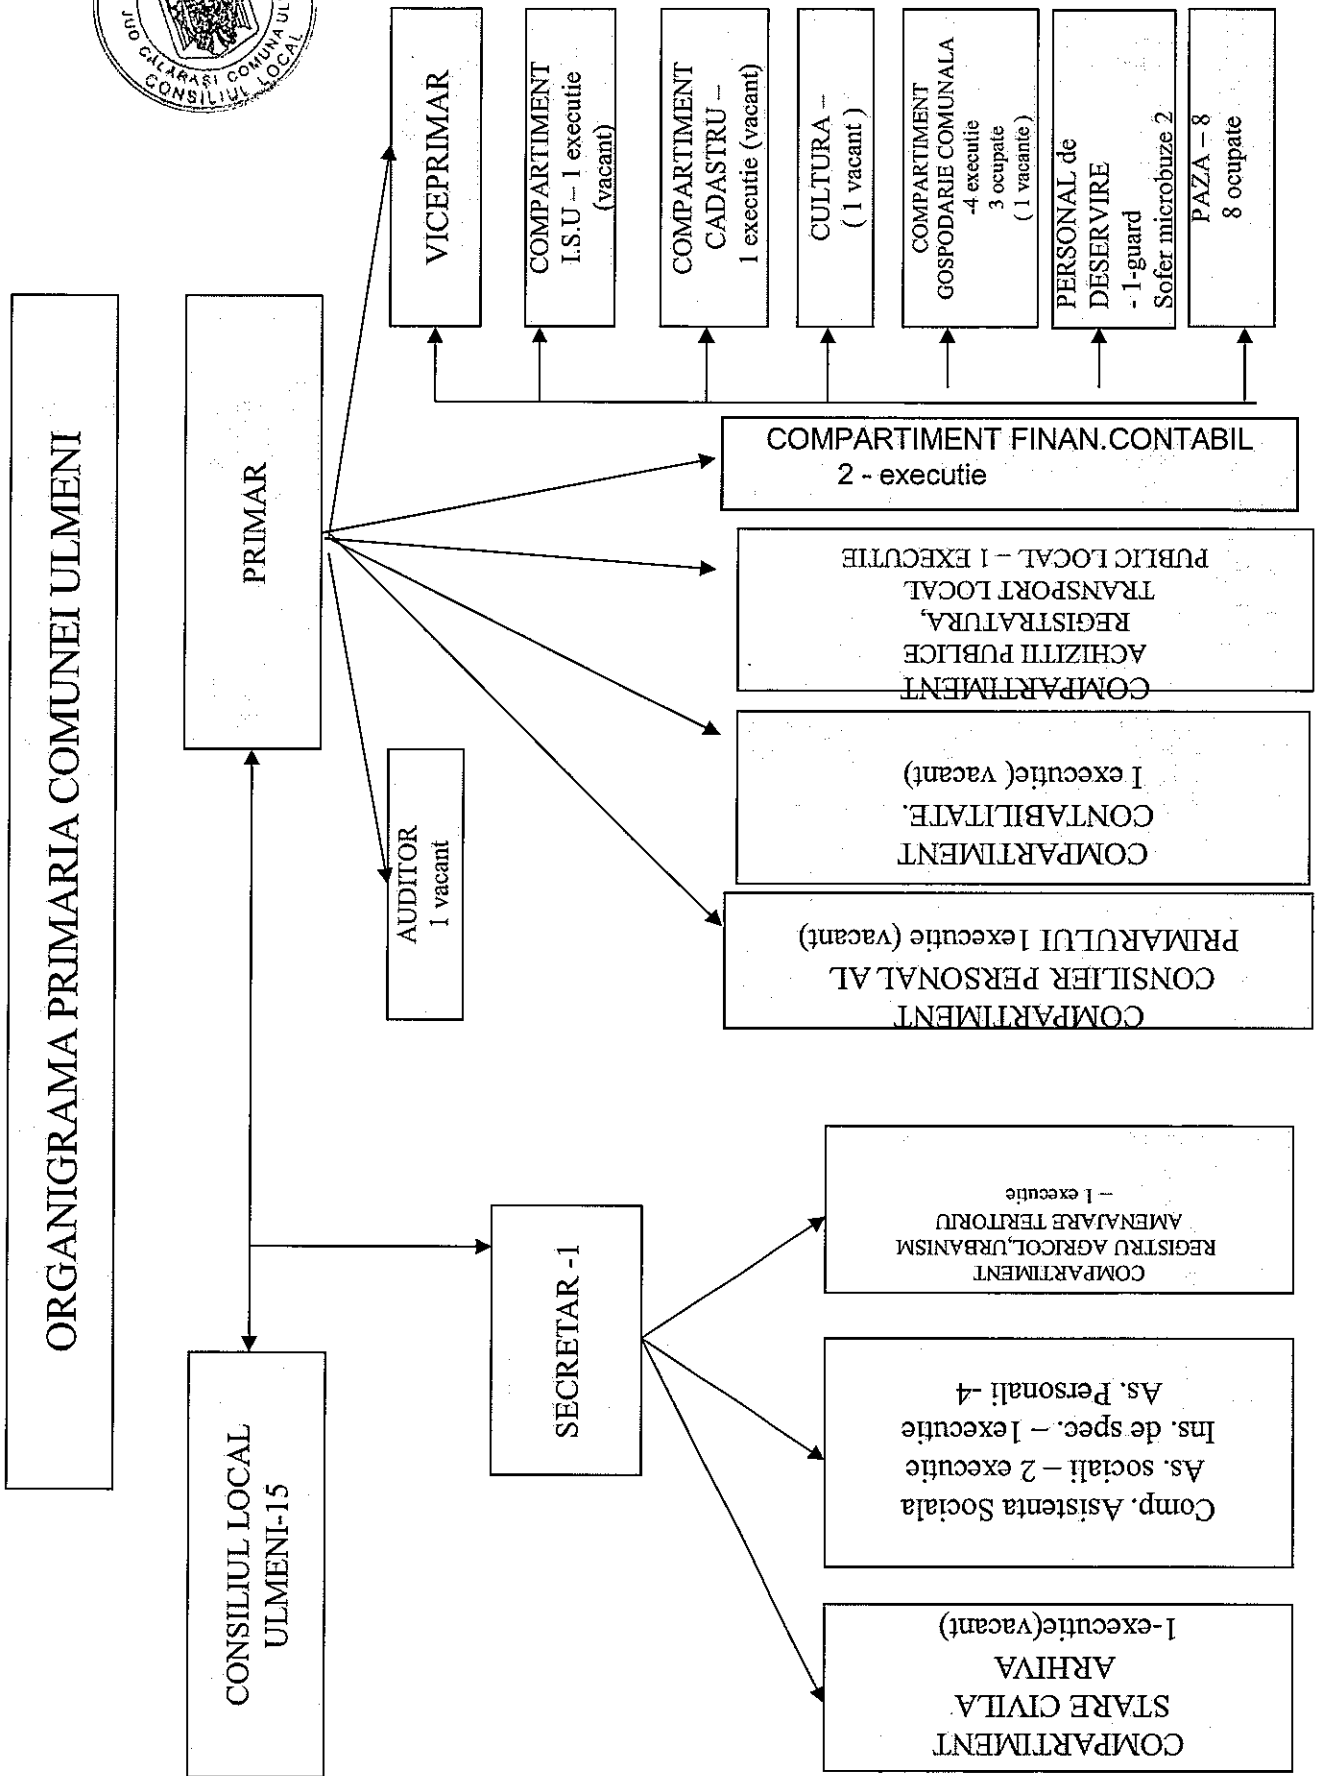 ORGANIGRAMA PRIMARIA COMUNEI ULMENI
JUD CALARAȘI COMUNA UL
CONSILIUL LOCAL
CONSILIUL LOCAL
ULMENI-15
PRIMAR
SECRETAR -1
AUDITOR
1 vacant
VICEPRIMAR
COMPARTIMENT
I.S.U – 1 executie
(vacant)
COMPARTIMENT
CADASTRU –
1 executie (vacant)
CULTURA –
( 1 vacant )
COMPARTIMENT
GOSPODARIE COMUNALA
-4 executie
3 ocupate
( 1 vacante )
PERSONAL de
DESERVIRE
- 1-guard
Sofer microbuze 2
PAZA – 8
8 ocupate
COMPARTIMENT
STARE CIVILA
ARHIVA
1-executie(vacant)
Comp. Asistenta Sociala
As. sociali – 2 executie
Ins. de spec. – 1executie
As. Personali -4
COMPARTIMENT
REGISTRU AGRICOL,URBANISM
AMENAJARE TERITORIU
– 1 executie
COMPARTIMENT
CONSILIER PERSONAL AL
PRIMARULUI 1executie (vacant)
COMPARTIMENT
CONTABILITATE.
1 executie( vacant)
COMPARTIMENT
ACHIZITII PUBLICE
REGISTRATURA,
TRANSPORT LOCAL
PUBLIC LOCAL – 1 EXECUTIE
COMPARTIMENT FINAN.CONTABIL
2 - executie